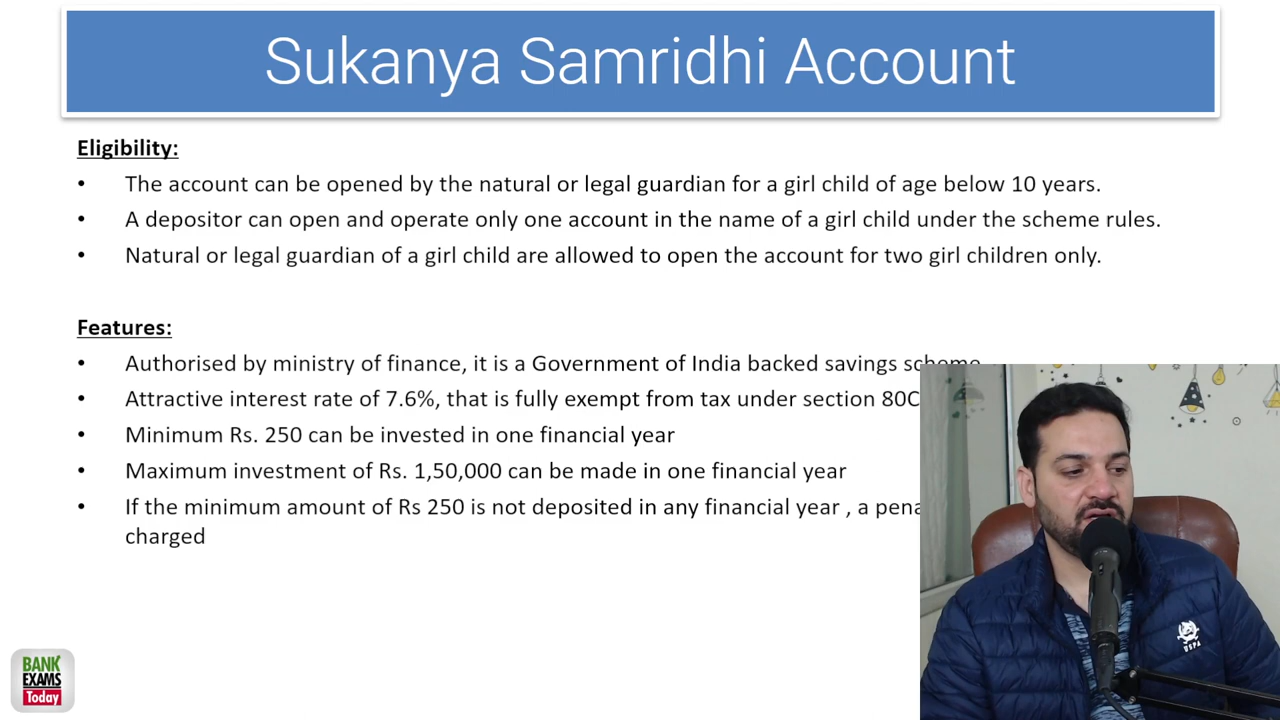 Sukanya Samridhi Account
Eligibility:
• The account can be opened by the natural or legal guardian for a girl child of age below 10 years.
• A depositor can open and operate only one account in the name of a girl child under the scheme rules.
• Natural or legal guardian of a girl child are allowed to open the account for two girl children only.
Features:
• Authorised by ministry of finance, it is a Government of India backed savings scheme
• Attractive interest rate of 7.6%, that is fully exempt from tax under section 80C
• Minimum Rs. 250 can be invested in one financial year
• Maximum investment of Rs. 1,50,000 can be made in one financial year
• If the minimum amount of Rs 250 is not deposited in any financial year , a
charged
BANK
EXAMS
Today
USPA